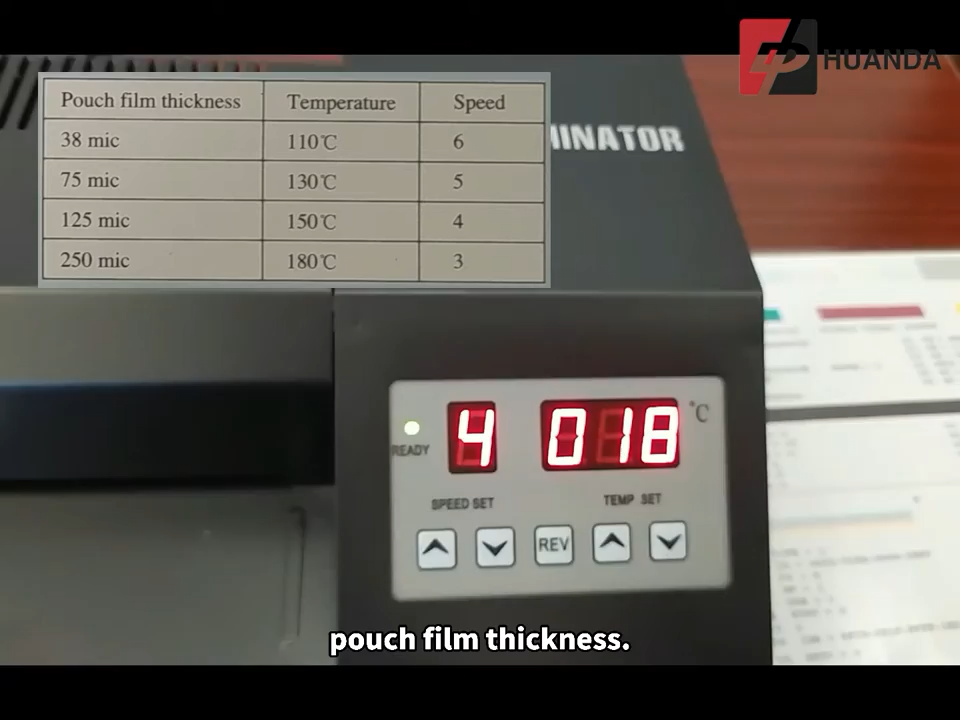 HUANDA
Pouch film thickness Temperature Speed
38 mic 110℃ 6
75 mic 130℃ 5
125 mic 150℃ 4
250 mic 180℃ 3
MINATOR
4 018 °C
READY
SPEED SET TEMP SET
REV
pouch film thickness.